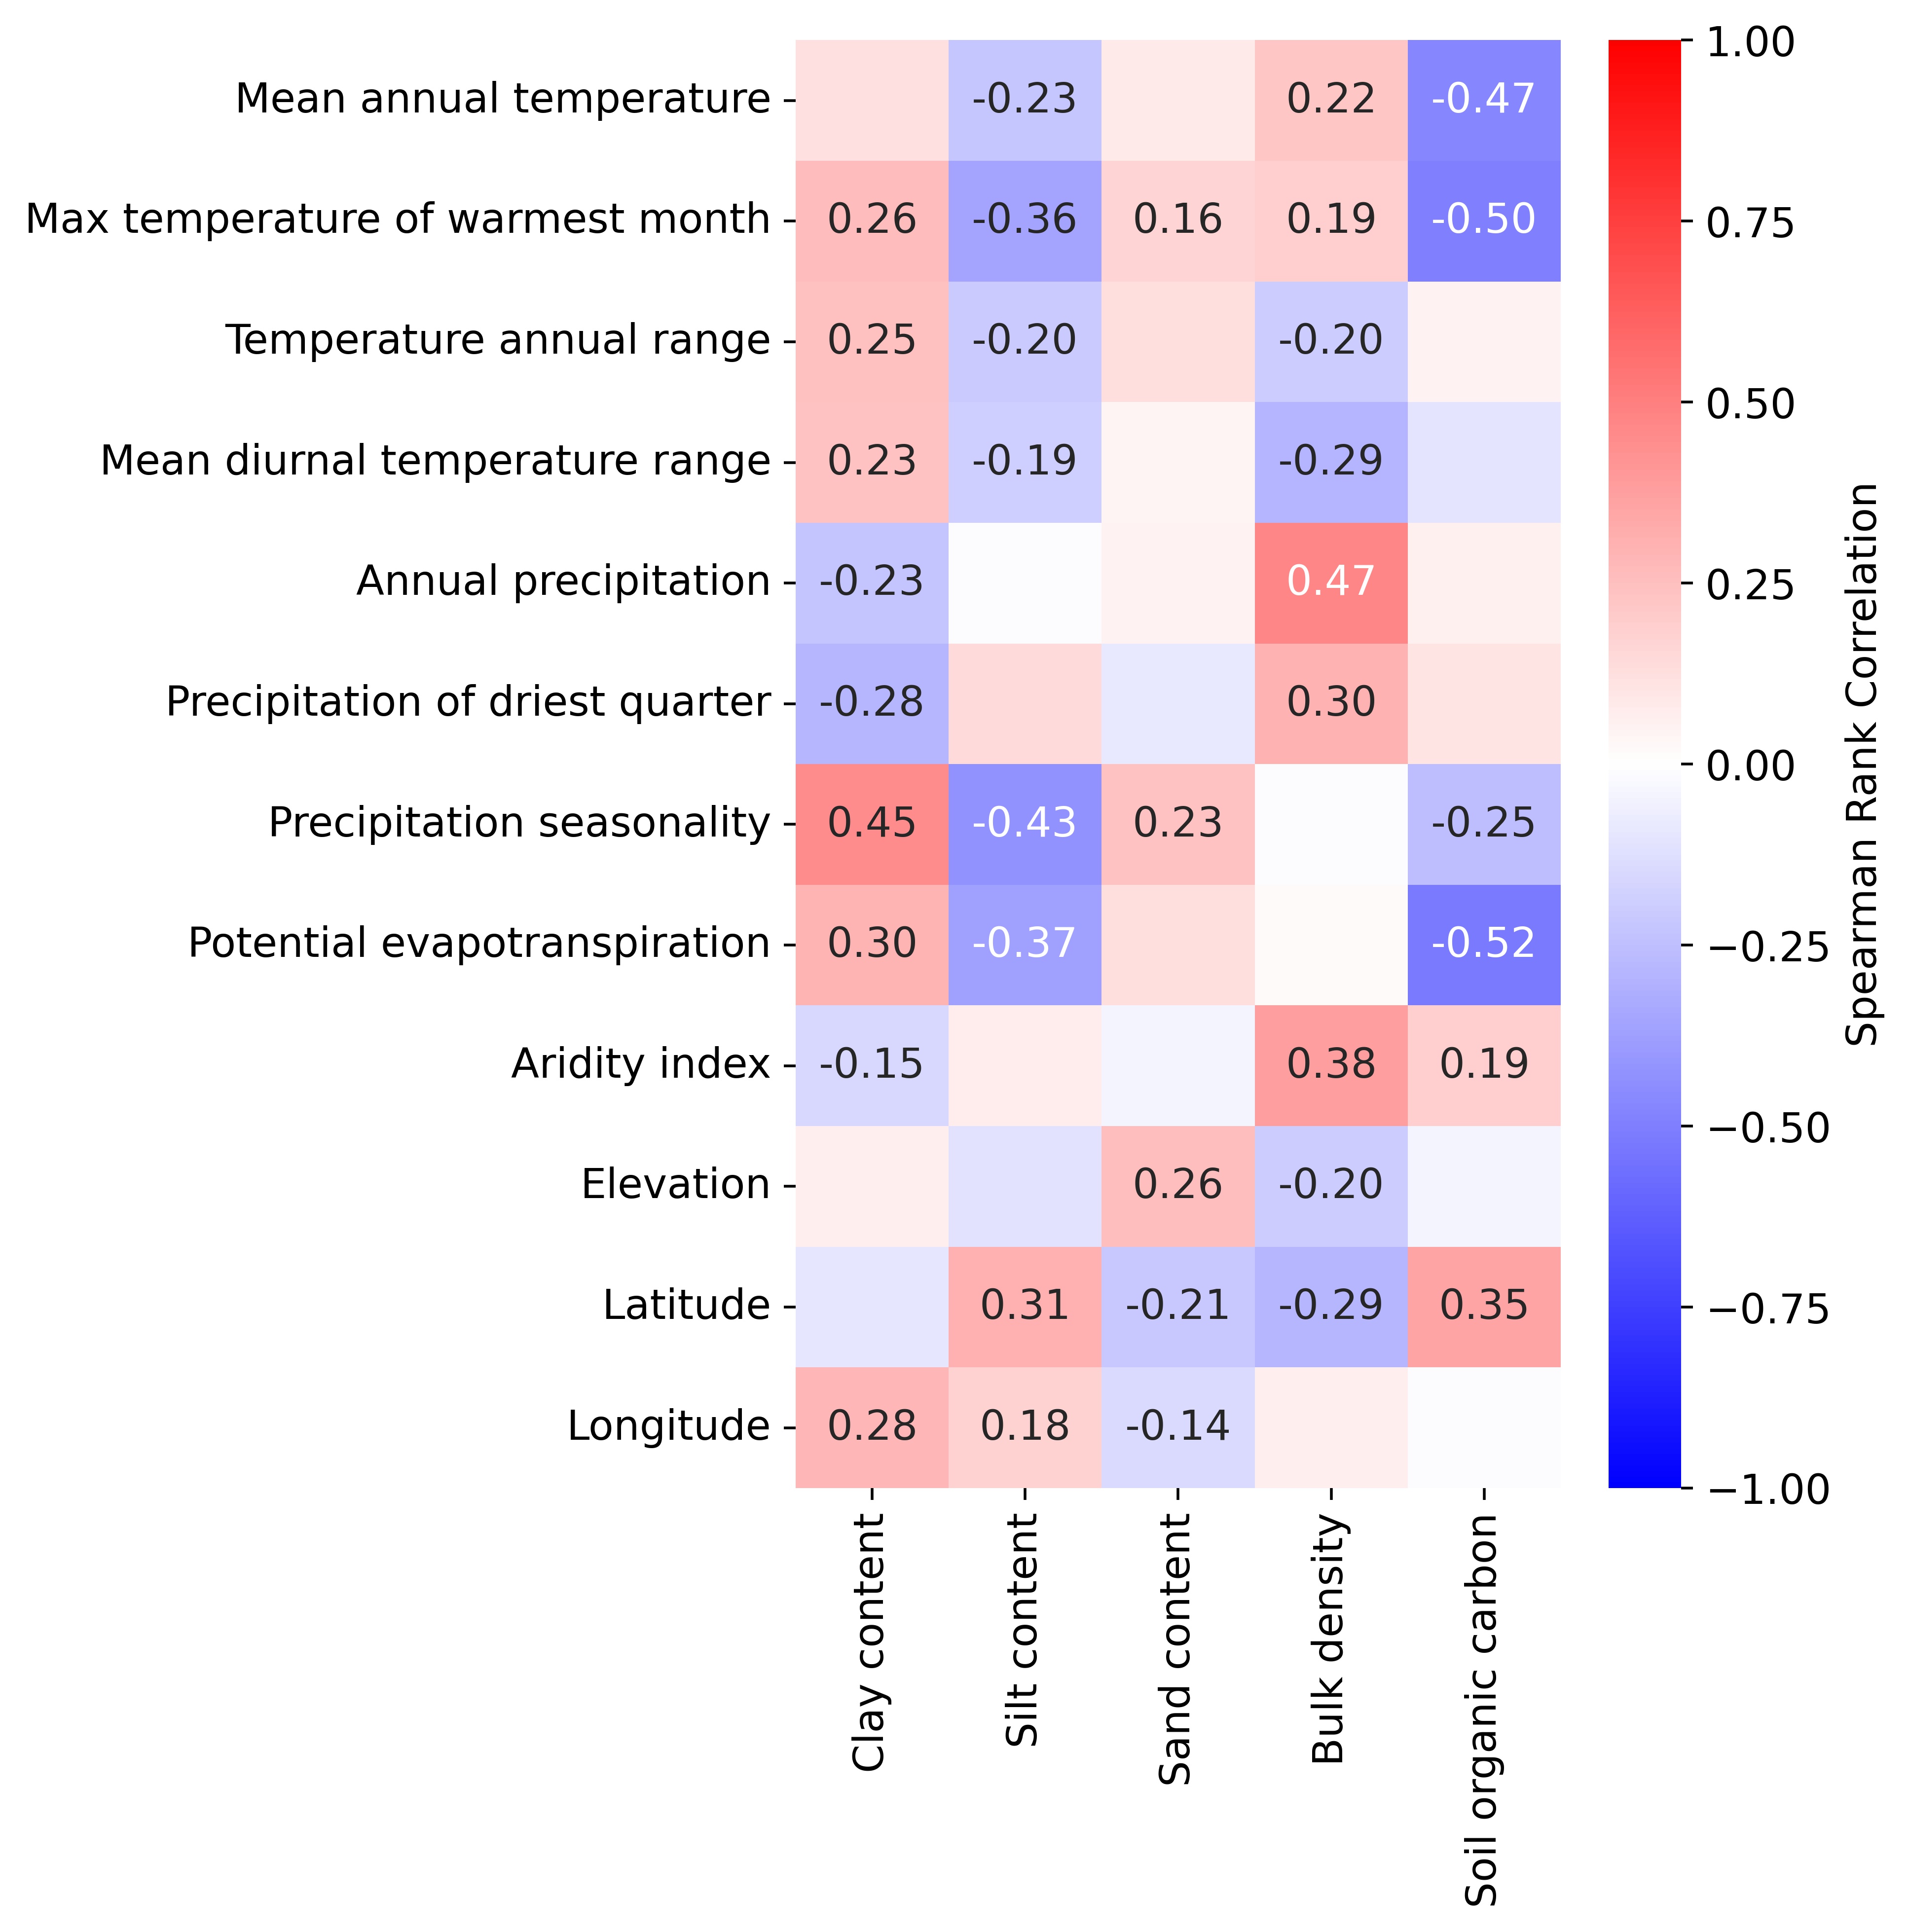 Mean annual temperature -0.23 0.22 -0.47
Max temperature of warmest month 0.26 -0.36 0.16 0.19 -0.50
Temperature annual range 0.25 -0.20 -0.20
Mean diurnal temperature range 0.23 -0.19 -0.29
Annual precipitation -0.23 0.47
Precipitation of driest quarter -0.28 0.30
Precipitation seasonality 0.45 -0.43 0.23 -0.25
Potential evapotranspiration 0.30 -0.37 -0.52
Aridity index -0.15 0.38 0.19
Elevation 0.26 -0.20
Latitude 0.31 -0.21 -0.29 0.35
Longitude 0.28 0.18 -0.14
Clay content
Silt content
Sand content
Bulk density
Soil organic carbon
1.00
0.75
0.50
0.25
0.00
−0.25
−0.50
−0.75
−1.00
Spearman Rank Correlation